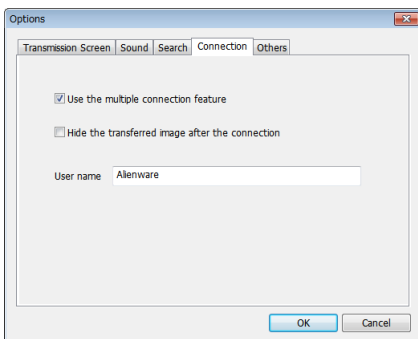 Options
Transmission Screen Sound Search Connection Others
Use the multiple connection feature
Hide the transferred image after the connection
User name Alienware
OK Cancel